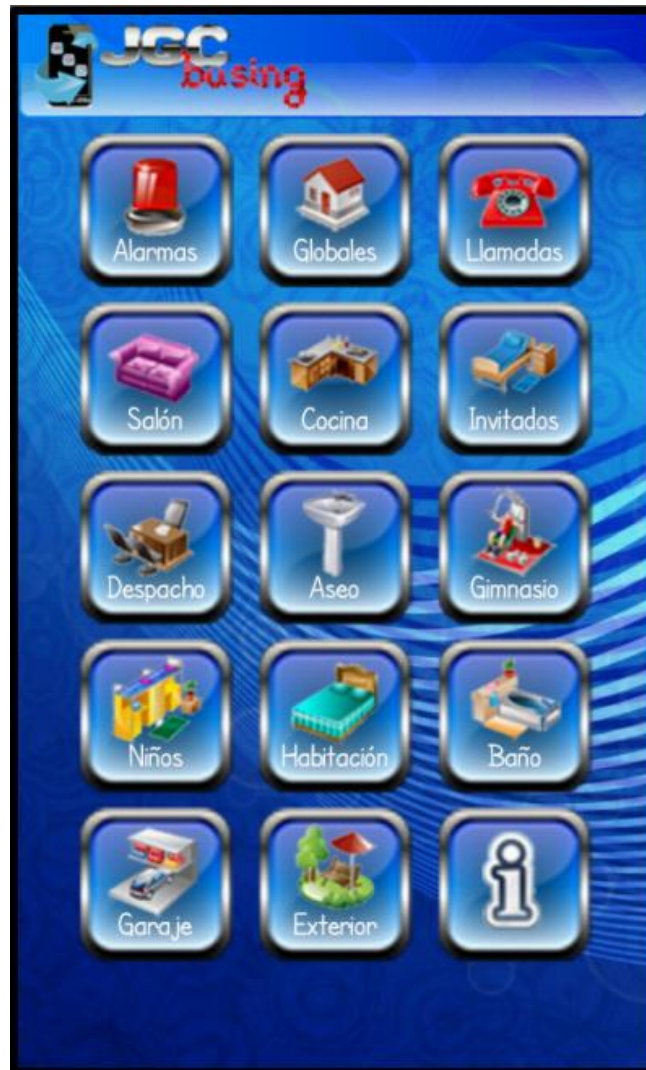 JGC
busing
Alarmas
Globales
Llamadas
Salón
Cocina
Invitados
Despacho
Aseo
Gimnasio
Niños
Habitación
Baño
Garaje
Exterior
i